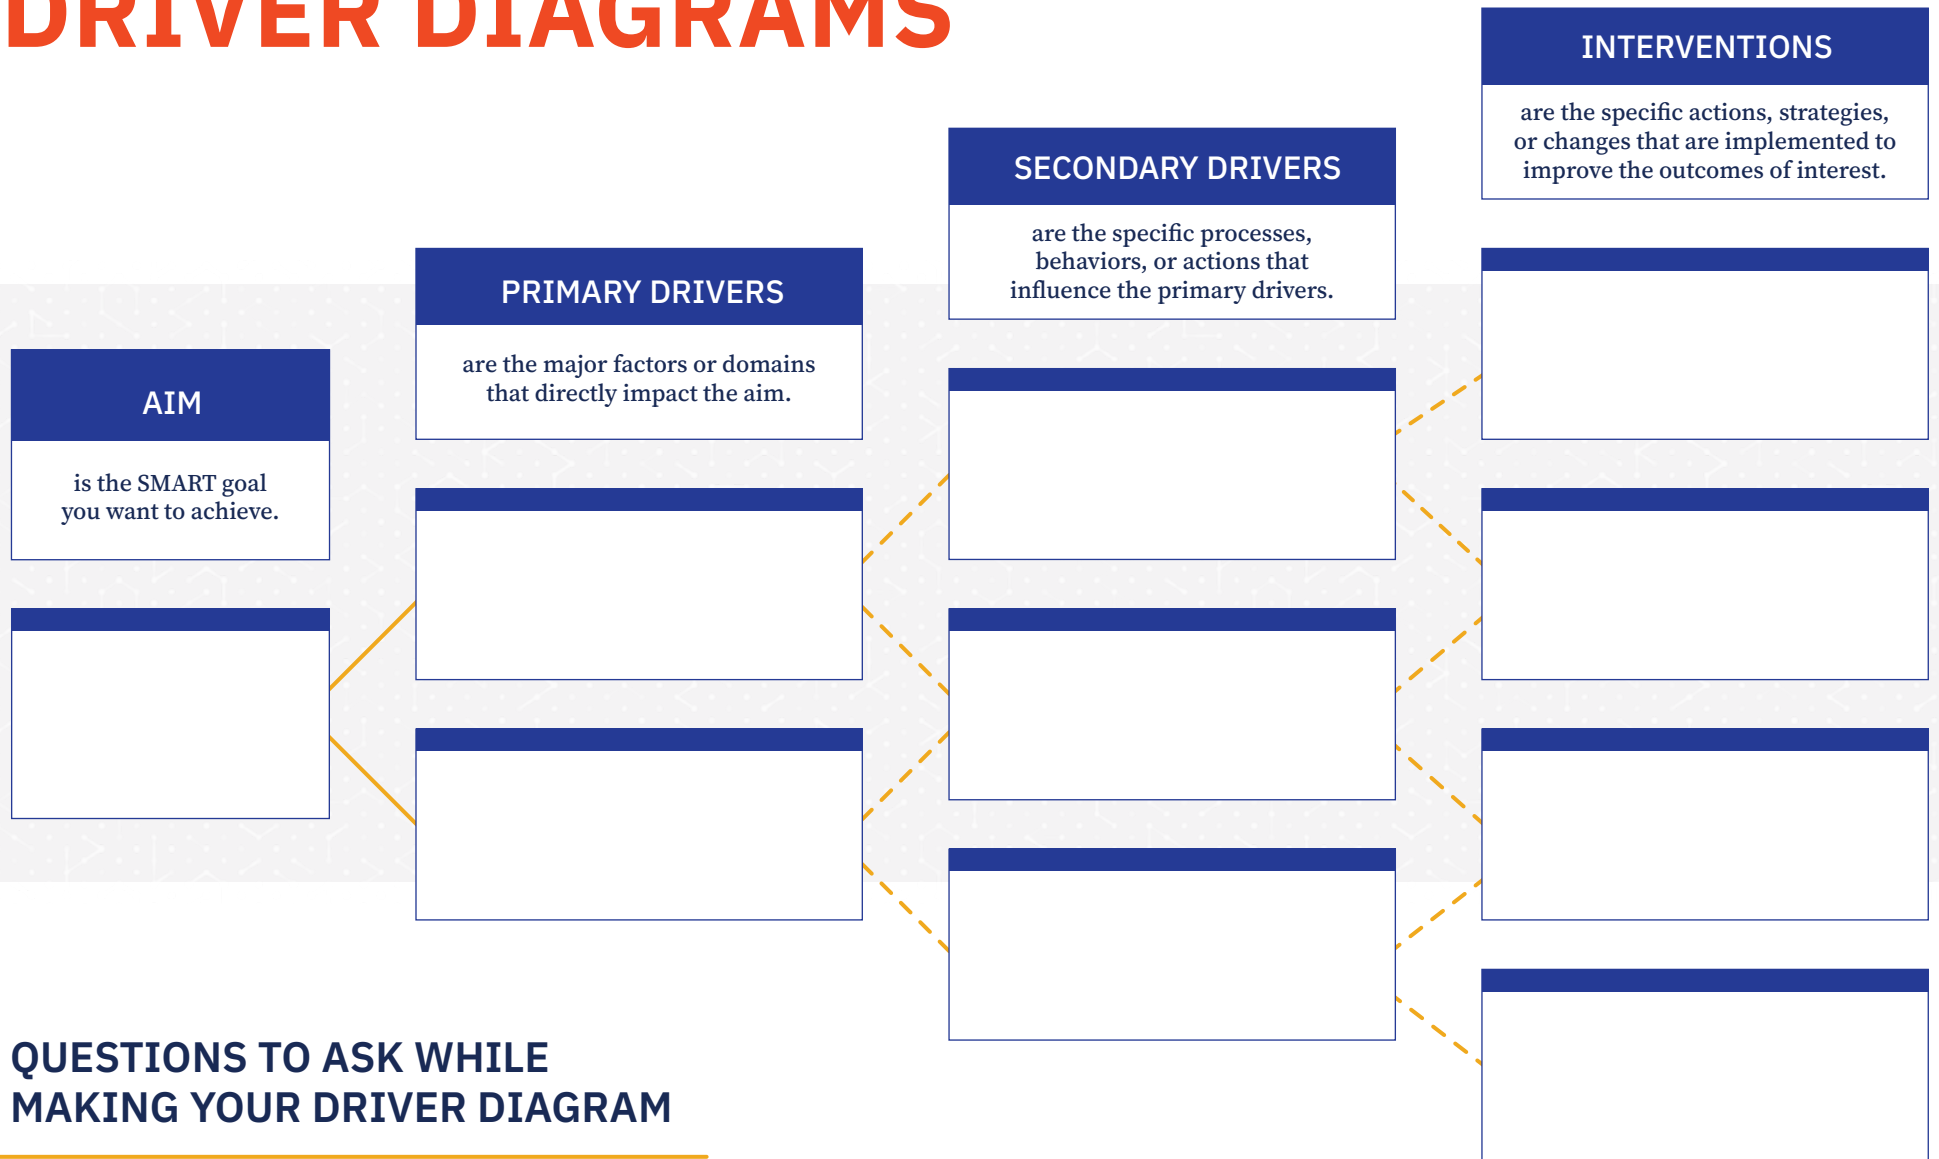 DRIVER DIAGRAMS
INTERVENTIONS
are the specific actions, strategies,
or changes that are implemented to
improve the outcomes of interest.
SECONDARY DRIVERS
are the specific processes,
behaviors, or actions that
influence the primary drivers.
PRIMARY DRIVERS
are the major factors or domains
that directly impact the aim.
AIM
is the SMART goal
you want to achieve.
QUESTIONS TO ASK WHILE
MAKING YOUR DRIVER DIAGRAM